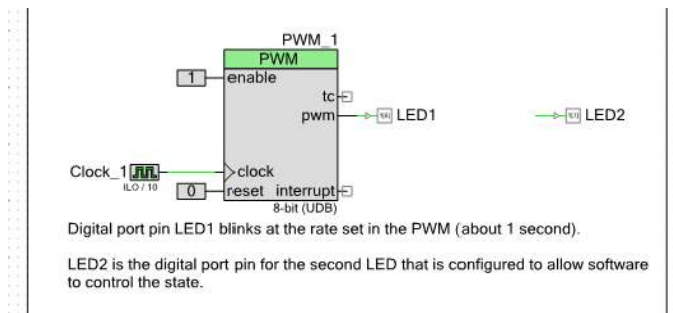 PWM_1
PWM
1
enable
tc
pwm
LED1
LED2
Clock_1
ILO / 10
clock
0
reset interrupt
8-bit (UDB)
Digital port pin LED1 blinks at the rate set in the PWM (about 1 second).
LED2 is the digital port pin for the second LED that is configured to allow software
to control the state.